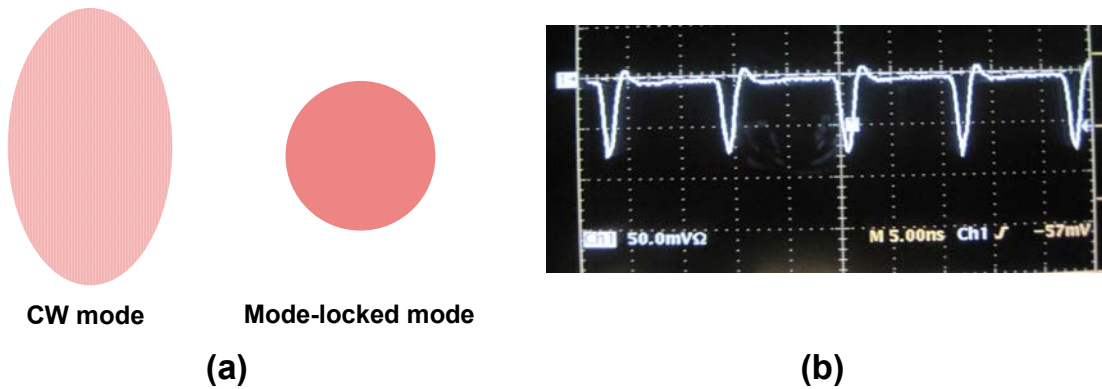 CW mode
Mode-locked mode
(a)
Ch1 50.0mVΩ M 5.00ns Ch1 ⨍ -57mV
(b)